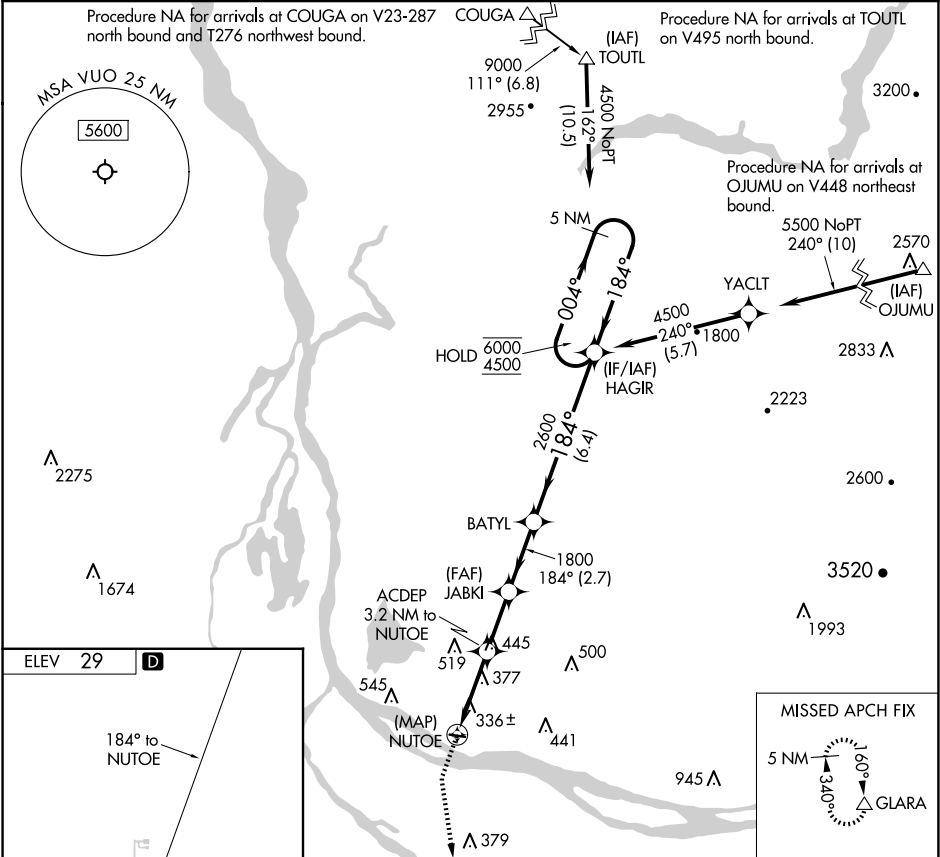 Procedure NA for arrivals at COUGA on V23-287
north bound and T276 northwest bound.
COUGA
Procedure NA for arrivals at TOUTL
on V495 north bound.
(IAF)
TOUTL
9000
111° (6.8)
2955
4500 NoPT
162°
(10.5)
3200
MSA VUO 25 NM
5600
Procedure NA for arrivals at
OJUMU on V448 northeast
bound.
5 NM
5500 NoPT
240° (10)
2570
(IAF)
OJUMU
YACLT
004°
184°
4500
240°
(5.7)
1800
HOLD
6000
4500
(IF/IAF)
HAGIR
2833
2223
2600
184°
(6.4)
2275
2600
BATYL
1800
184° (2.7)
(FAF)
JABKI
3520
1674
ACDEP
3.2 NM to
NUTOE
1993
445
519
500
377
ELEV 29 D
545
336±
(MAP)
NUTOE
441
184° to
NUTOE
945
379
MISSED APCH FIX
5 NM
160°
340°
GLARA